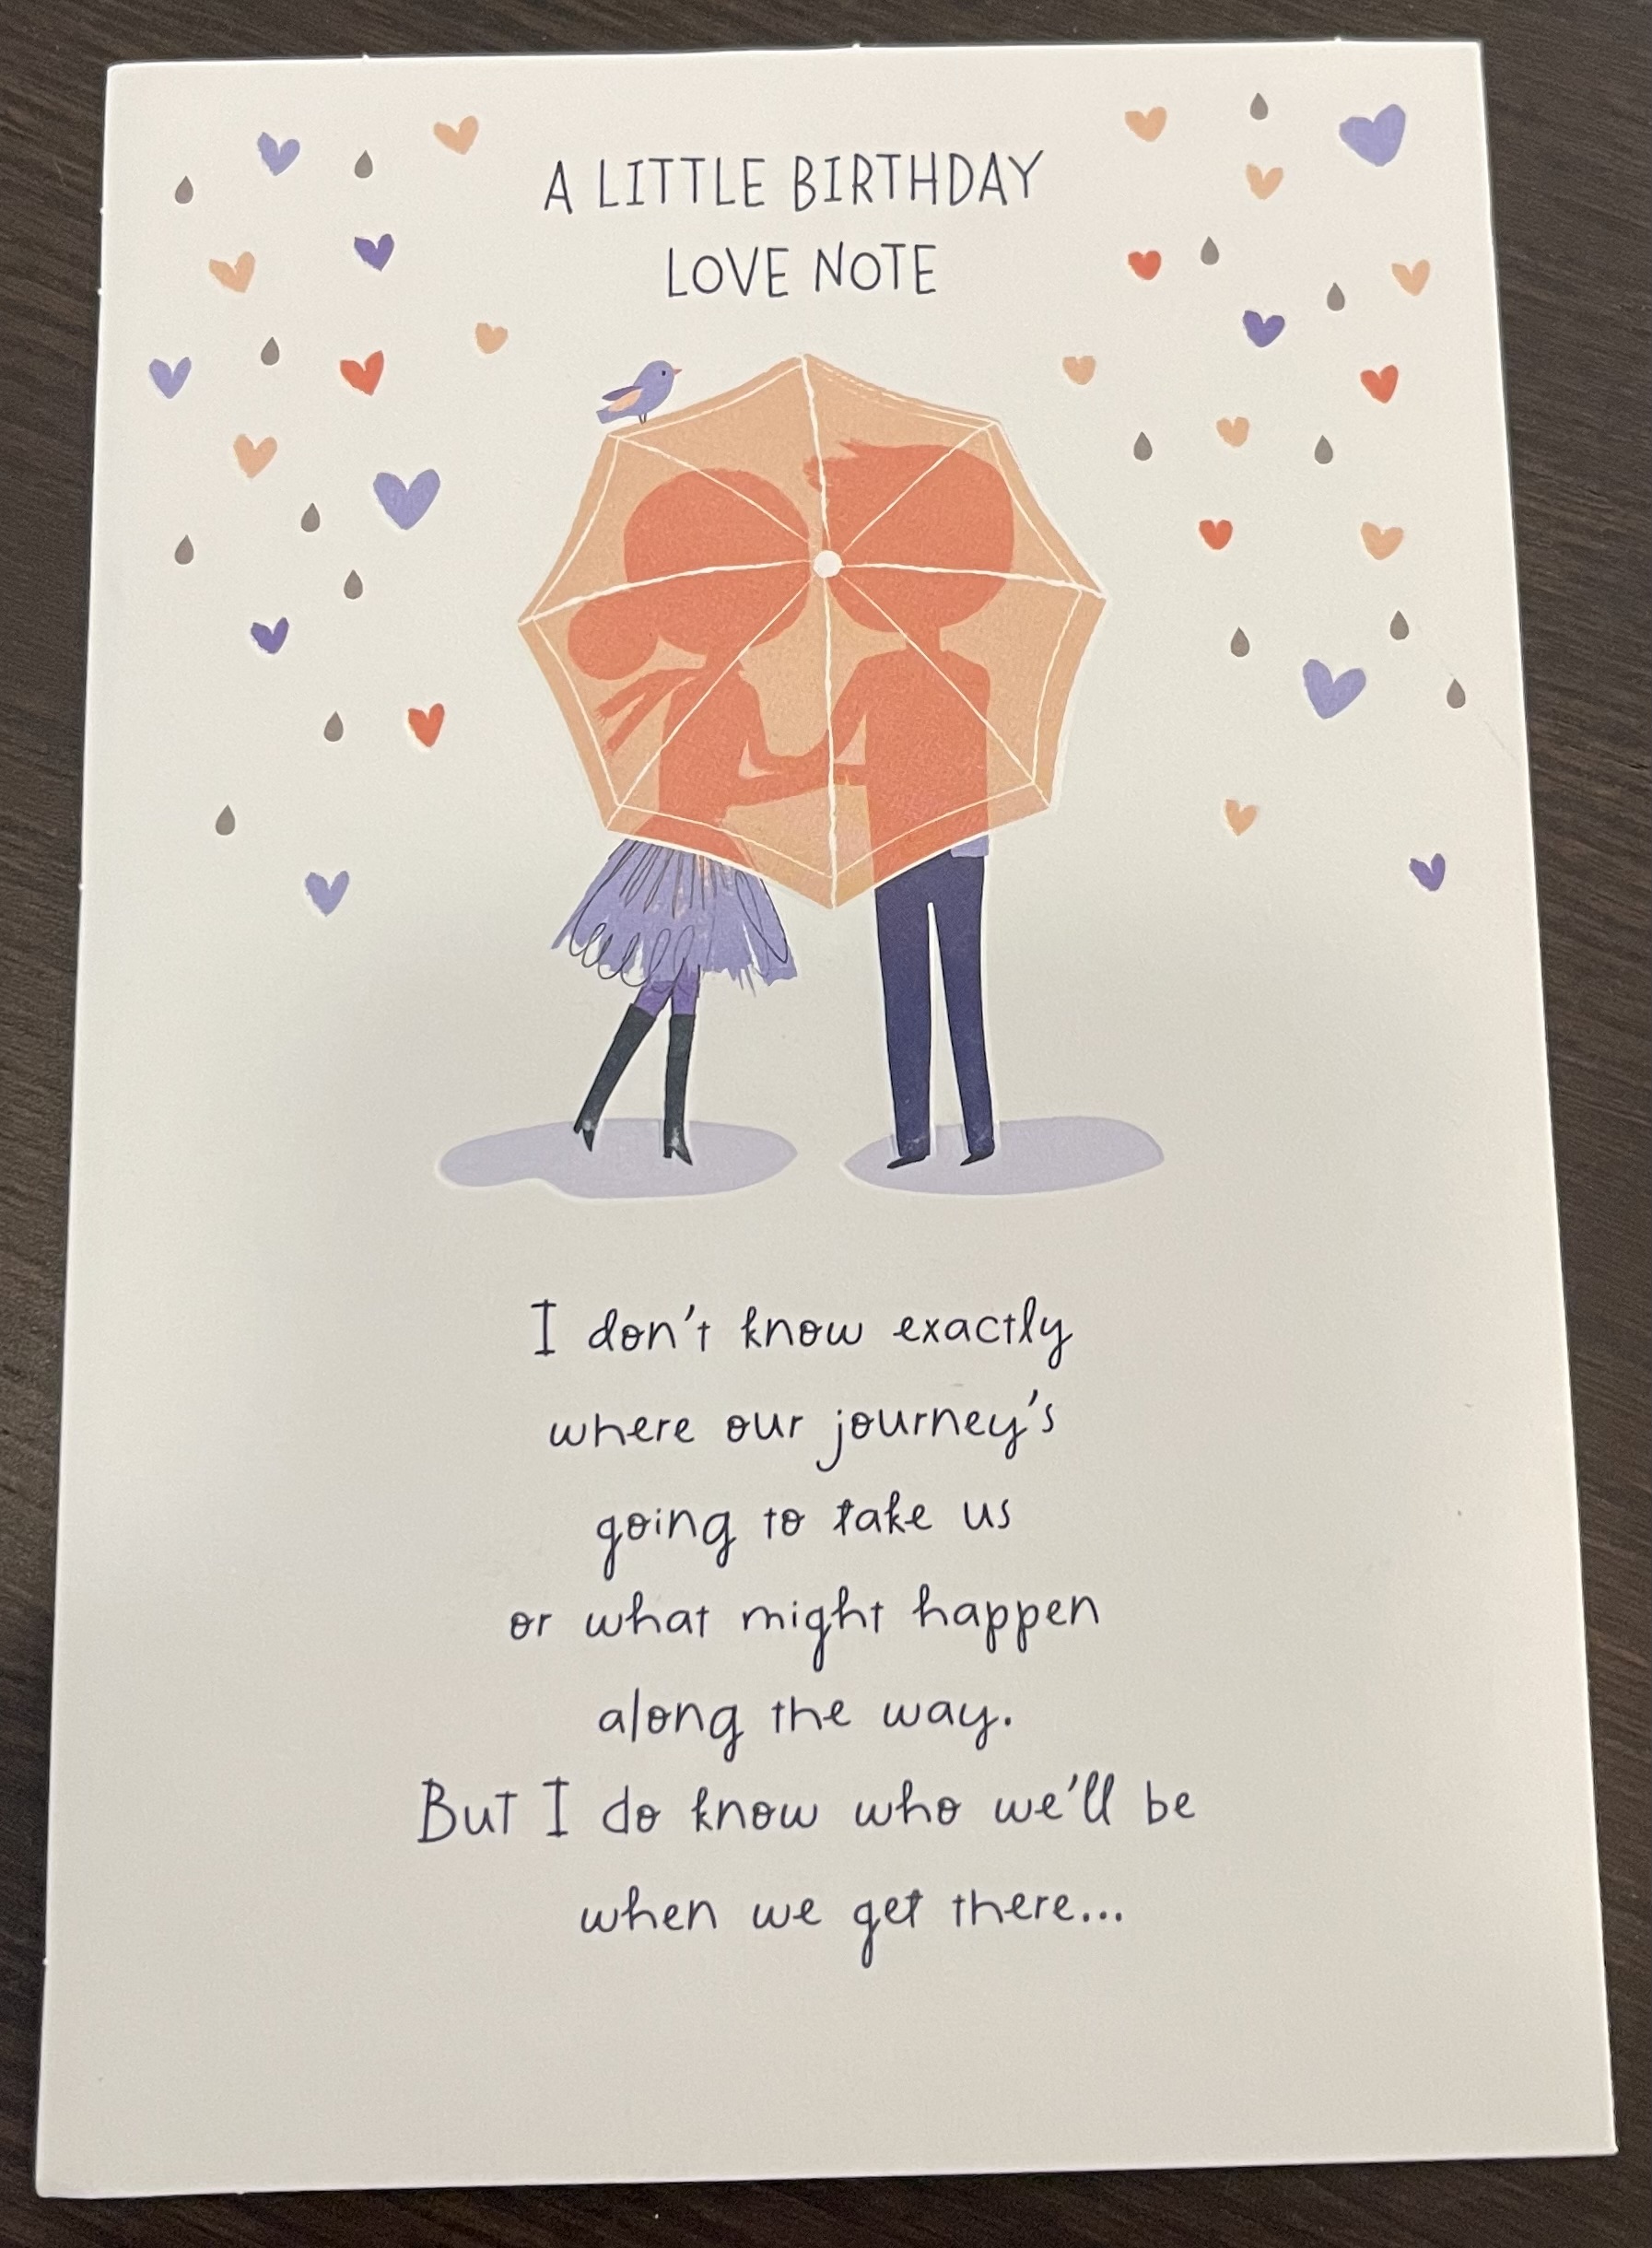 A LITTLE BIRTHDAY
LOVE NOTE
I don't know exactly
where our journey's
going to take us
or what might happen
along the way.
But I do know who we'll be
when we get there...